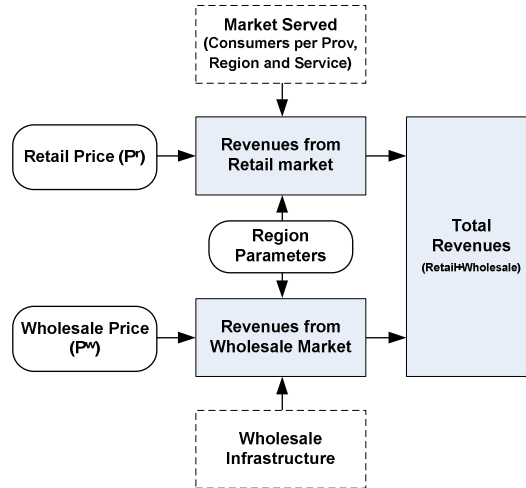 Market Served
(Consumers per Prov,
Region and Service)
Retail Price (Pʳ)
Revenues from
Retail market
Region
Parameters
Total
Revenues
(Retail+Wholesale)
Wholesale Price
(Pʷ)
Revenues from
Wholesale Market
Wholesale
Infrastructure